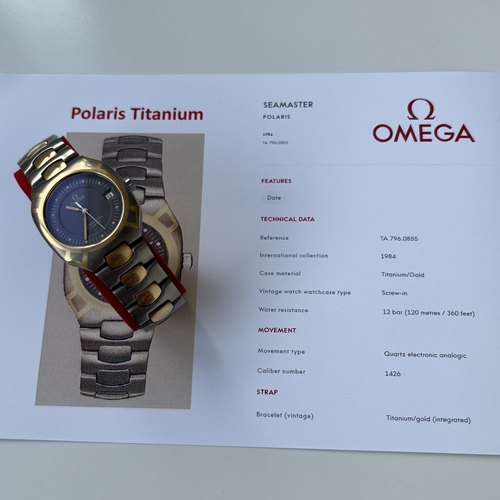 Polaris Titanium
SEAMASTER
POLARIS
1984
TA 796.0855
Ω
OMEGA
FEATURES
Date
TECHNICAL DATA
Reference TA 796.0855
International collection 1984
Case material Titanium/Gold
Vintage watch watchcase type Screw-in
Water resistance 12 bar (120 metres / 360 feet)
MOVEMENT
Movement type Quartz electronic analogic
Caliber number 1426
STRAP
Bracelet (vintage) Titanium/gold (integrated)